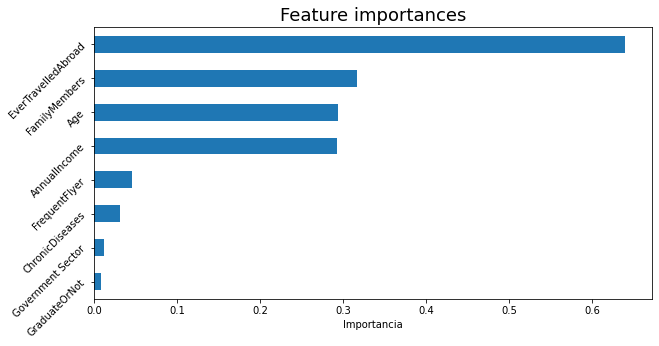 Feature importances
EverTravelledAbroad
FamilyMembers
Age
AnnualIncome
FrequentFlyer
ChronicDiseases
Government Sector
GraduateOrNot
0.0 0.1 0.2 0.3 0.4 0.5 0.6
Importancia